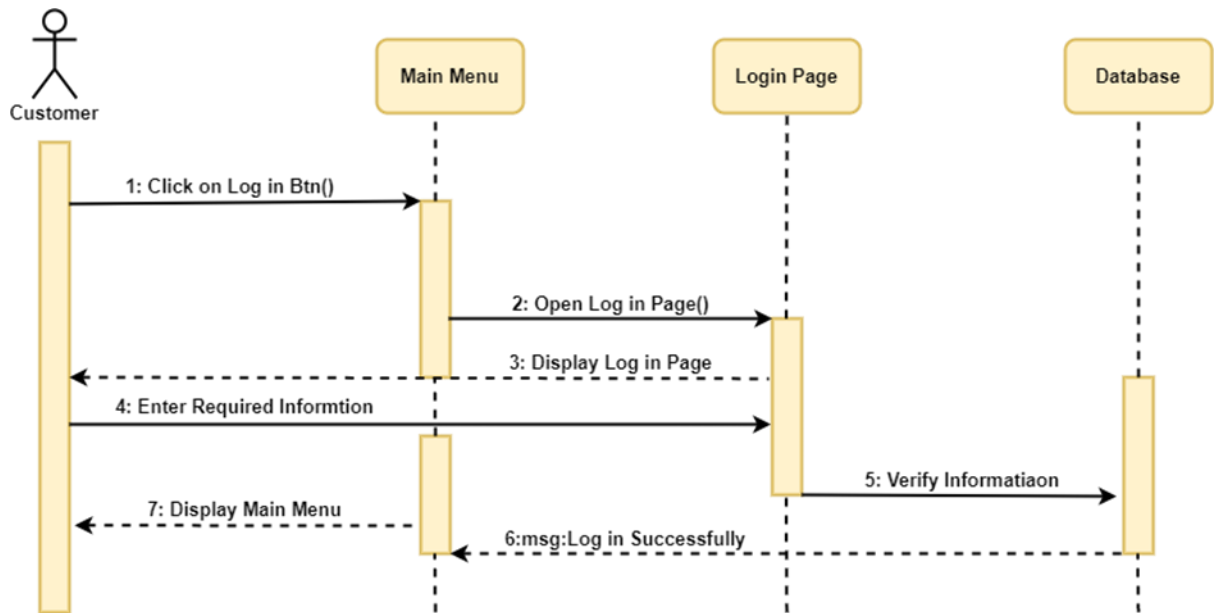 Customer
Main Menu
Login Page
Database
1: Click on Log in Btn()
2: Open Log in Page()
3: Display Log in Page
4: Enter Required Informtion
5: Verify Informatiaon
7: Display Main Menu
6:msg:Log in Successfully